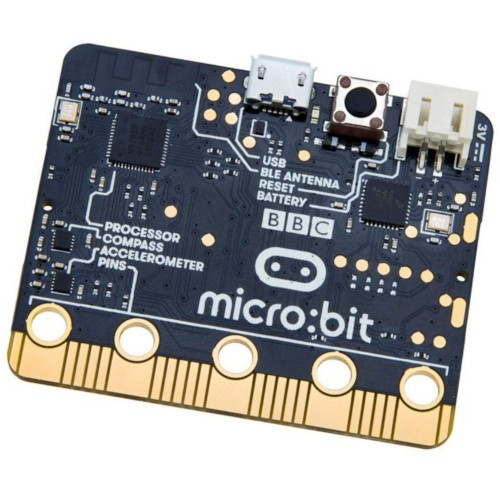 3V
USB
BLE ANTENNA
RESET
BATTERY
BBC
PROCESSOR
COMPASS
ACCELEROMETER
PINS
micro:bit